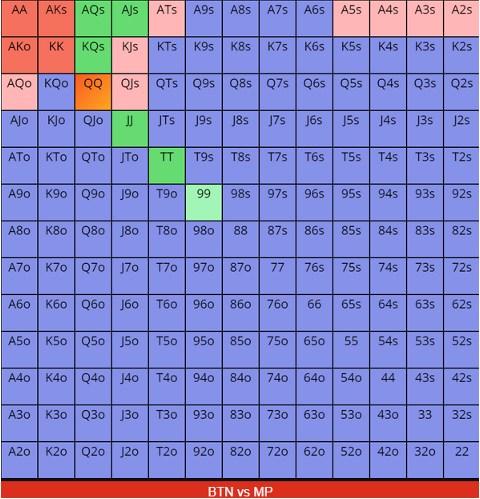 AA AKs AQs AJs ATs A9s A8s A7s A6s A5s A4s A3s A2s
AKo KK KQs KJs KTs K9s K8s K7s K6s K5s K4s K3s K2s
AQo KQo QQ QJs QTs Q9s Q8s Q7s Q6s Q5s Q4s Q3s Q2s
AJo KJo QJo JJ JTs J9s J8s J7s J6s J5s J4s J3s J2s
ATo KTo QTo JTo TT T9s T8s T7s T6s T5s T4s T3s T2s
A9o K9o Q9o J9o T9o 99 98s 97s 96s 95s 94s 93s 92s
A8o K8o Q8o J8o T8o 98o 88 87s 86s 85s 84s 83s 82s
A7o K7o Q7o J7o T7o 97o 87o 77 76s 75s 74s 73s 72s
A6o K6o Q6o J6o T6o 96o 86o 76o 66 65s 64s 63s 62s
A5o K5o Q5o J5o T5o 95o 85o 75o 65o 55 54s 53s 52s
A4o K4o Q4o J4o T4o 94o 84o 74o 64o 54o 44 43s 42s
A3o K3o Q3o J3o T3o 93o 83o 73o 63o 53o 43o 33 32s
A2o K2o Q2o J2o T2o 92o 82o 72o 62o 52o 42o 32o 22
BTN vs MP